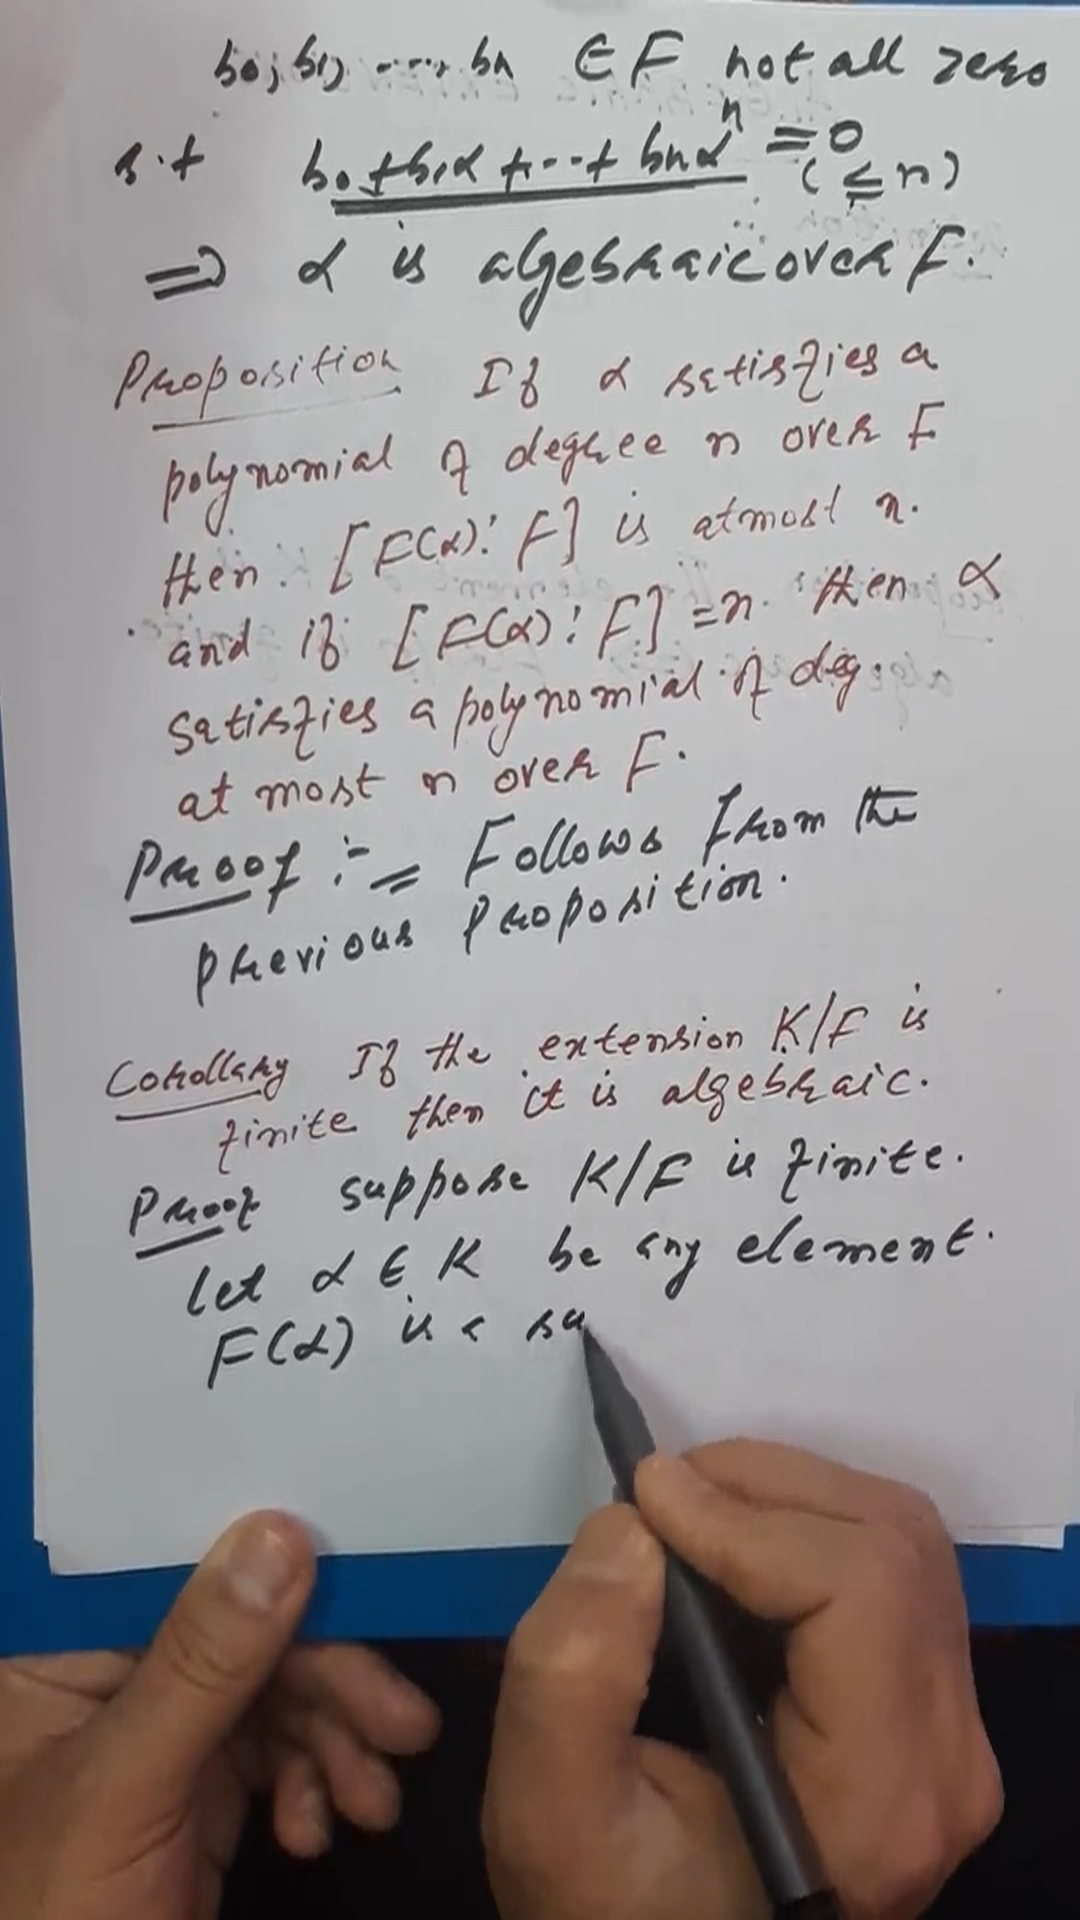 b0, b1, ...., bn ∈ F not all zero
s.t b0 + b1α + ... + bnα^n = 0
(≤ n)
⇒ α is algebraic over F.
Proposition If α satisfies a
polynomial of degree n over F
then [F(α): F] is atmost n.
and if [F(α): F] = n then α
satisfies a polynomial of deg.
at most n over F.
Proof :- Follows from the
previous proposition.
Corollary If the extension K/F is
finite then it is algebraic.
Proof suppose K/F is finite.
let α ∈ K be any element.
F(α) is a su